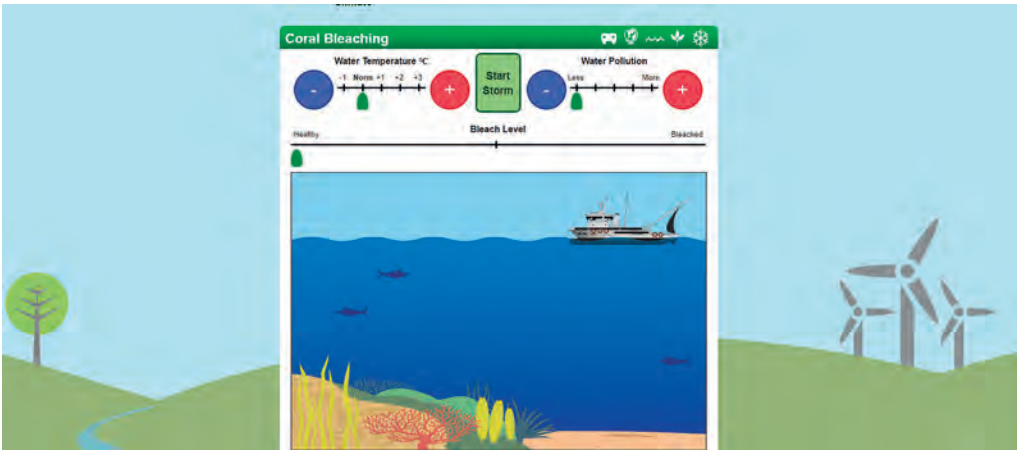 Coral Bleaching
Water Temperature ºC
-1 Norm +1 +2 +3
-
+
Start
Storm
Water Pollution
Less More
-
+
Bleach Level
Healthy
Bleached